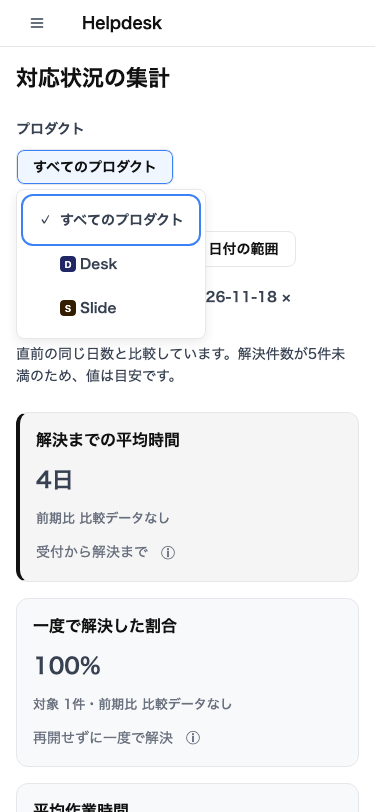 Helpdesk
対応状況の集計
プロダクト
すべてのプロダクト
✓ すべてのプロダクト
D Desk
S Slide
日付の範囲
26-11-18 ×
直前の同じ日数と比較しています。解決件数が5件未
満のため、値は目安です。
解決までの平均時間
4日
前期比 比較データなし
受付から解決まで ⓘ
一度で解決した割合
100%
対象 1件・前期比 比較データなし
再開せずに一度で解決 ⓘ
平均作業時間